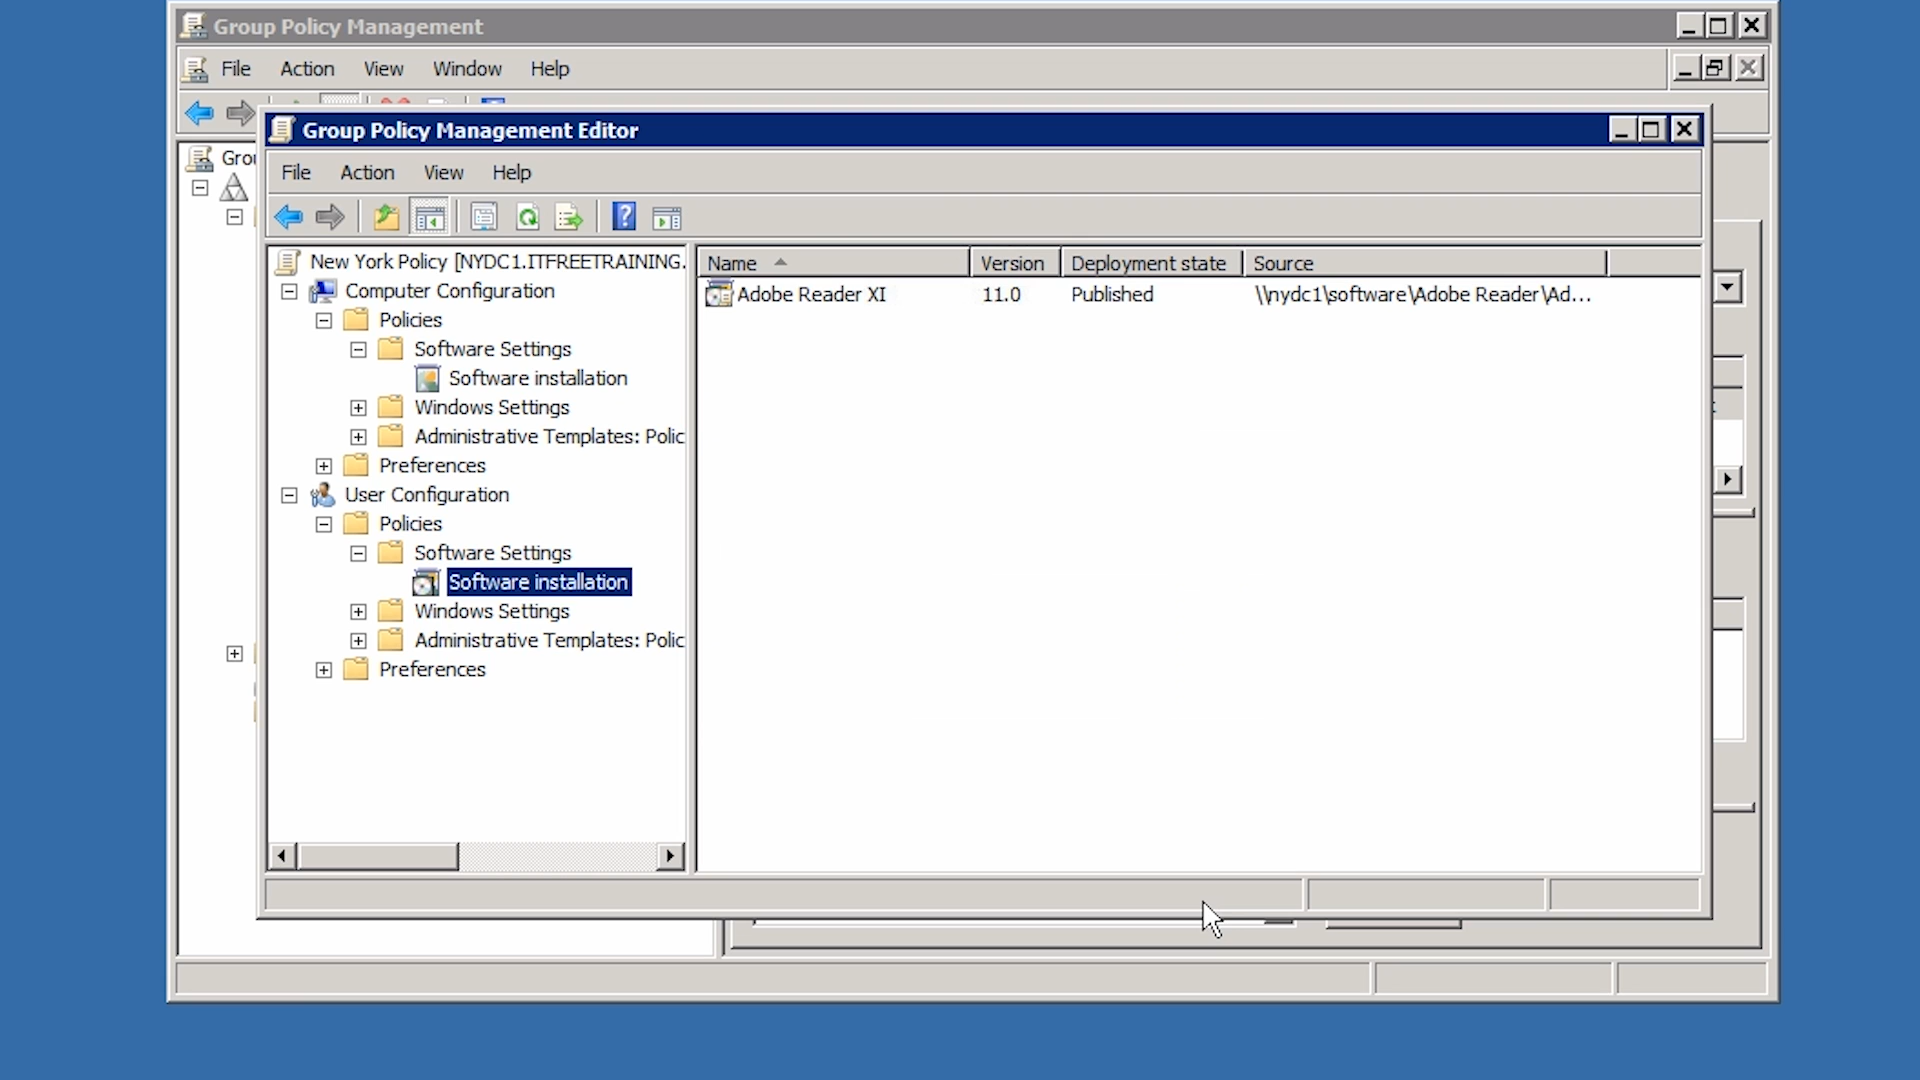 Group Policy Management
File Action View Window Help
Grou
Group Policy Management Editor
File Action View Help
New York Policy [NYDC1.ITFREETRAINING.
Computer Configuration
Policies
Software Settings
Software installation
Windows Settings
Administrative Templates: Polic
Preferences
User Configuration
Policies
Software Settings
Software installation
Windows Settings
Administrative Templates: Polic
Preferences
Name Version Deployment state Source
Adobe Reader XI 11.0 Published \\nydc1\software\Adobe Reader\Ad...